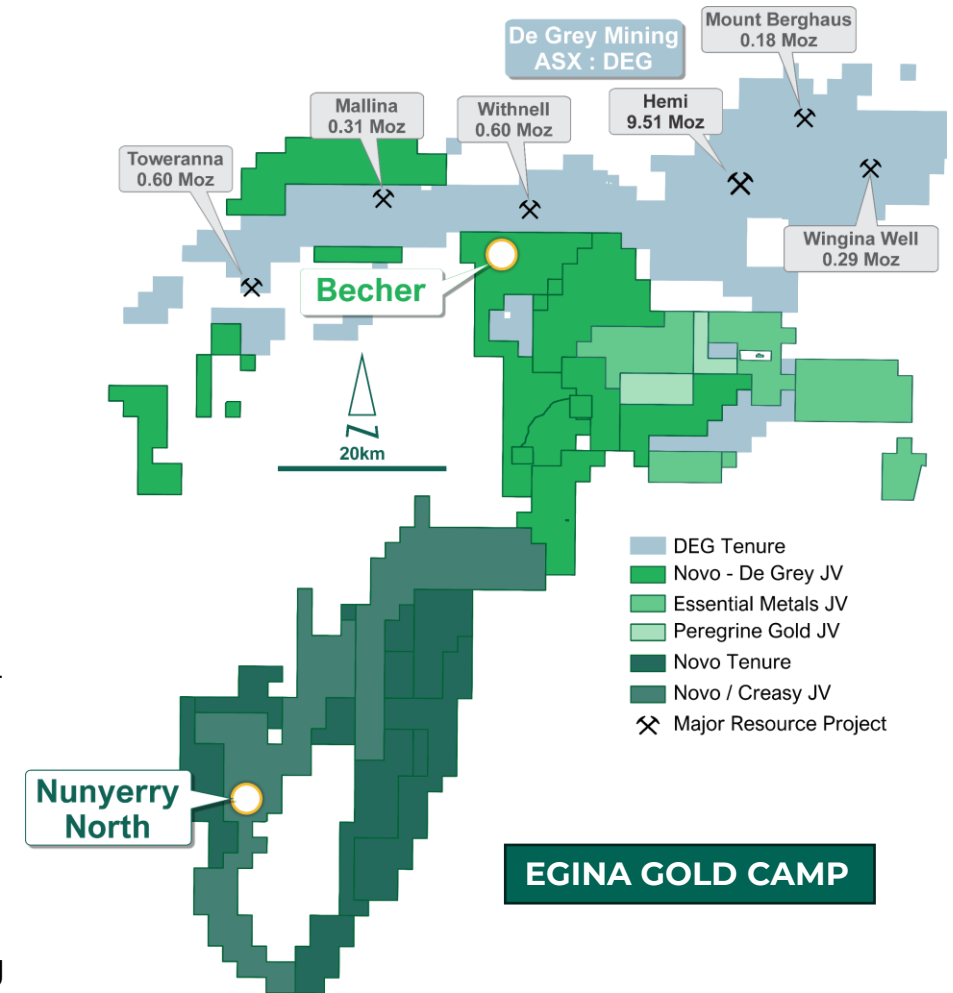 Mount Berghaus
0.18 Moz
De Grey Mining
ASX : DEG
Hemi
9.51 Moz
Mallina
0.31 Moz
Withnell
0.60 Moz
Toweranna
0.60 Moz
Wingina Well
0.29 Moz
Becher
N
20km
DEG Tenure
Novo - De Grey JV
Essential Metals JV
Peregrine Gold JV
Novo Tenure
Novo / Creasy JV
Major Resource Project
Nunyerry
North
EGINA GOLD CAMP